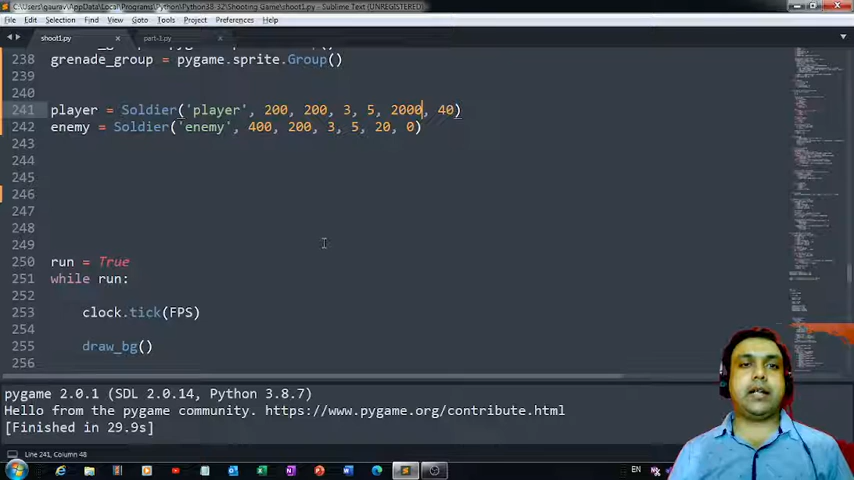 C:\Users\gaurav\AppData\Local\Programs\Python\Python38-32\Shooting Game\shoot1.py - Sublime Text (UNREGISTERED)
File Edit Selection Find View Goto Tools Project Preferences Help
shoot1.py part-3.py
238 grenade_group = pygame.sprite.Group()
239
240
241 player = Soldier('player', 200, 200, 3, 5, 2000, 40)
242 enemy = Soldier('enemy', 400, 200, 3, 5, 20, 0)
243
244
245
246
247
248
249
250 run = True
251 while run:
252
253 clock.tick(FPS)
254
255 draw_bg()
256
pygame 2.0.1 (SDL 2.0.14, Python 3.8.7)
Hello from the pygame community. https://www.pygame.org/contribute.html
[Finished in 29.9s]
Line 241, Column 48
EN